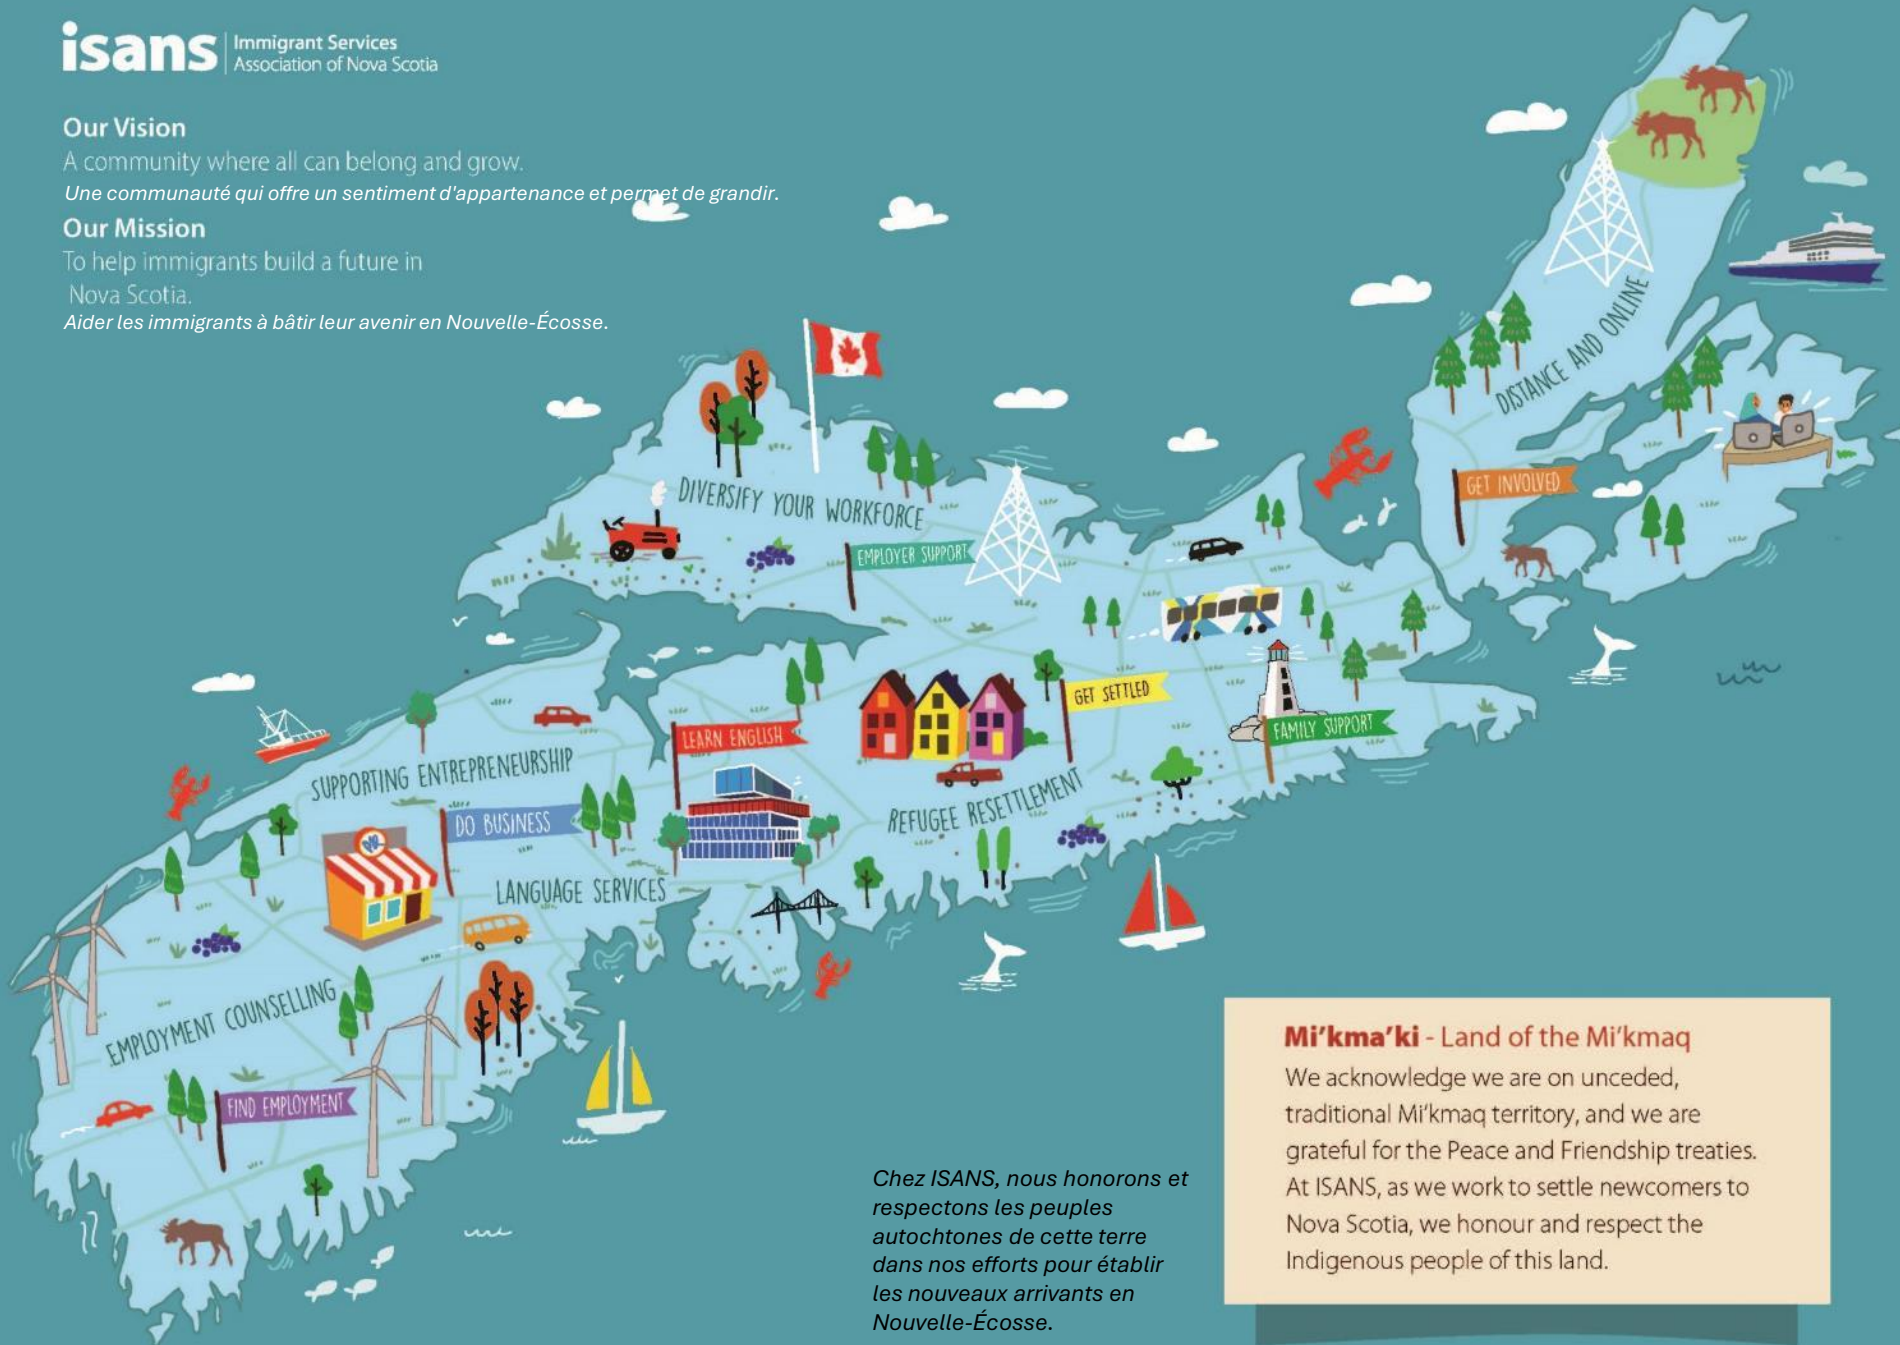 isans
Immigrant Services
Association of Nova Scotia
Our Vision
A community where all can belong and grow.
Une communauté qui offre un sentiment d'appartenance et permet de grandir.
Our Mission
To help immigrants build a future in
Nova Scotia.
Aider les immigrants à bâtir leur avenir en Nouvelle-Écosse.
DISTANCE AND ONLINE
GET INVOLVED
DIVERSIFY YOUR WORKFORCE
EMPLOYER SUPPORT
GET SETTLED
FAMILY SUPPORT
LEARN ENGLISH
SUPPORTING ENTREPRENEURSHIP
REFUGEE RESETTLEMENT
DO BUSINESS
LANGUAGE SERVICES
EMPLOYMENT COUNSELLING
FIND EMPLOYMENT
Chez ISANS, nous honorons et
respectons les peuples
autochtones de cette terre
dans nos efforts pour établir
les nouveaux arrivants en
Nouvelle-Écosse.
Mi'kma'ki - Land of the Mi'kmaq
We acknowledge we are on unceded,
traditional Mi'kmaq territory, and we are
grateful for the Peace and Friendship treaties.
At ISANS, as we work to settle newcomers to
Nova Scotia, we honour and respect the
Indigenous people of this land.